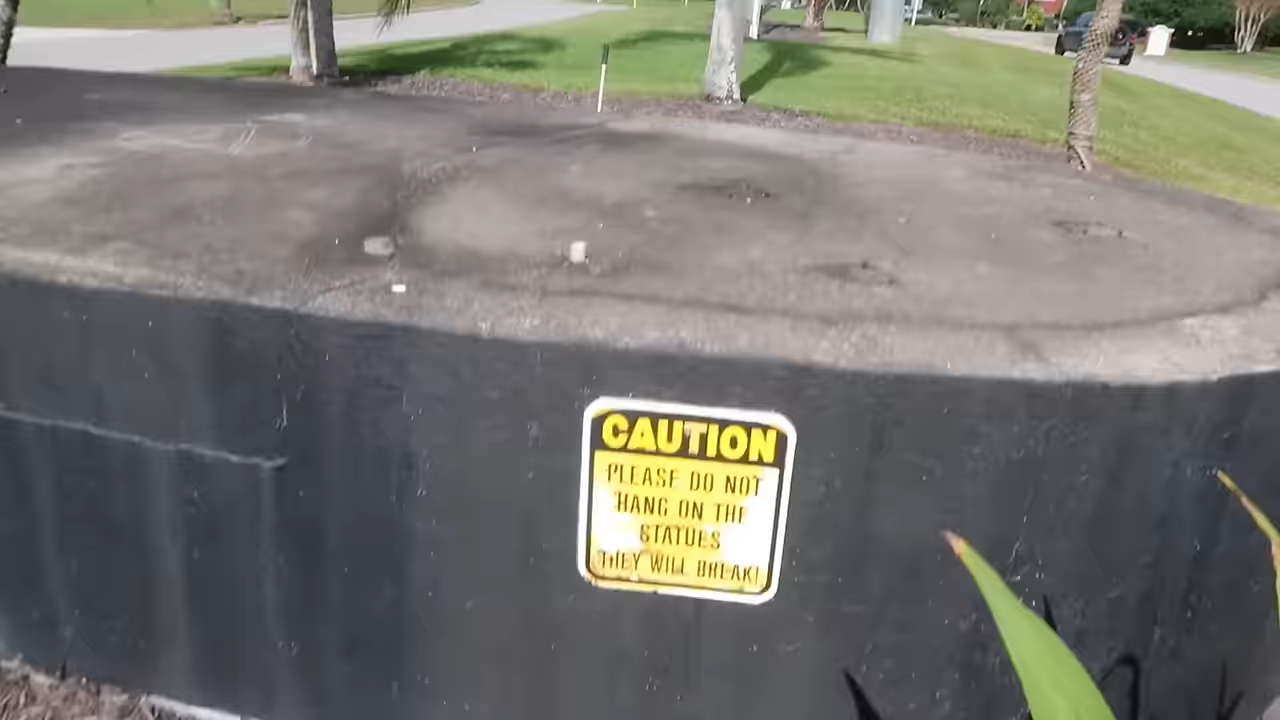 CAUTION
PLEASE DO NOT
HANG ON THE
STATUES
THEY WILL BREAK!